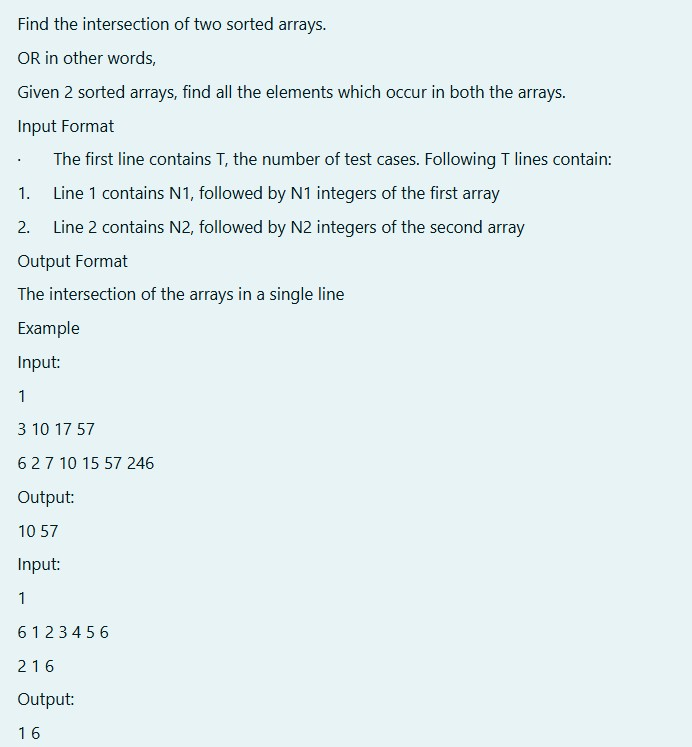 Find the intersection of two sorted arrays.
OR in other words,
Given 2 sorted arrays, find all the elements which occur in both the arrays.
Input Format
· The first line contains T, the number of test cases. Following T lines contain:
1. Line 1 contains N1, followed by N1 integers of the first array
2. Line 2 contains N2, followed by N2 integers of the second array
Output Format
The intersection of the arrays in a single line
Example
Input:
1
3 10 17 57
6 2 7 10 15 57 246
Output:
10 57
Input:
1
6 1 2 3 4 5 6
2 1 6
Output:
1 6